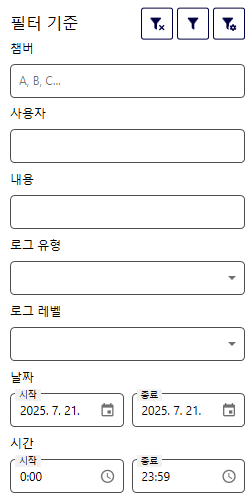 필터 기준
챔버
A, B, C...
사용자
내용
로그 유형
로그 레벨
날짜
시작 종료
2025. 7. 21. 2025. 7. 21.
시간
시작 종료
0:00 23:59